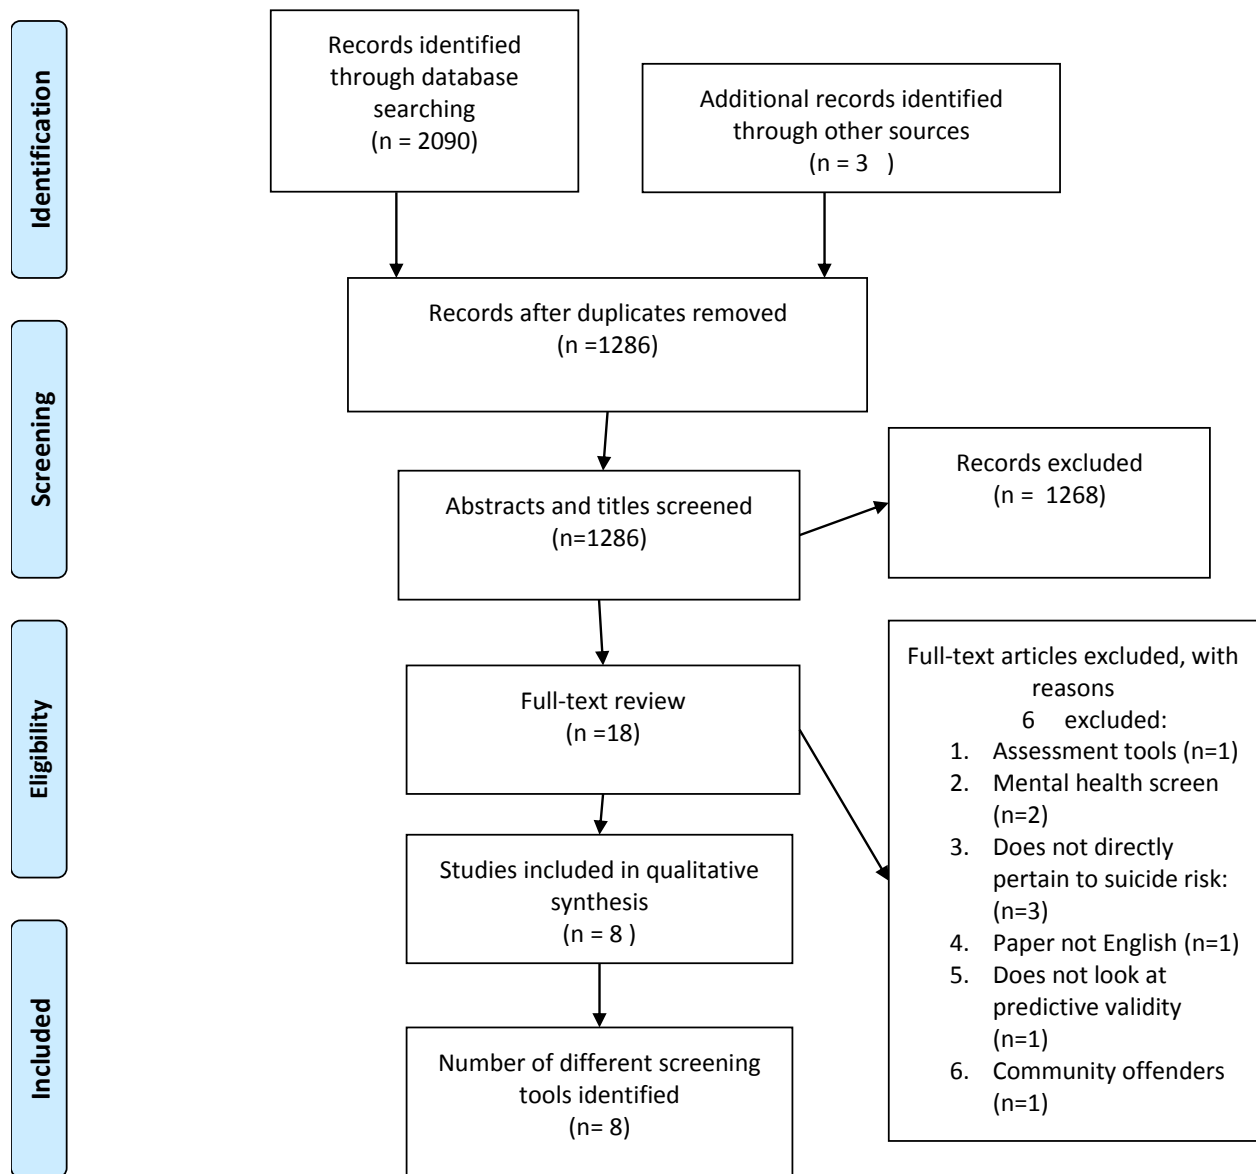 Identification
Records identified
through database
searching
(n = 2090)
Additional records identified
through other sources
(n = 3   )
Records after duplicates removed
(n =1286)
Screening
Abstracts and titles screened
(n=1286)
Records excluded
(n =  1268)
Eligibility
Full-text review
(n =18)
Full-text articles excluded, with
reasons
6    excluded:
1. Assessment tools (n=1)
2. Mental health screen
(n=2)
3. Does not directly
pertain to suicide risk:
(n=3)
4. Paper not English (n=1)
5. Does not look at
predictive validity
(n=1)
6. Community offenders
(n=1)
Studies included in qualitative
synthesis
(n = 8 )
Included
Number of different screening
tools identified
(n= 8)